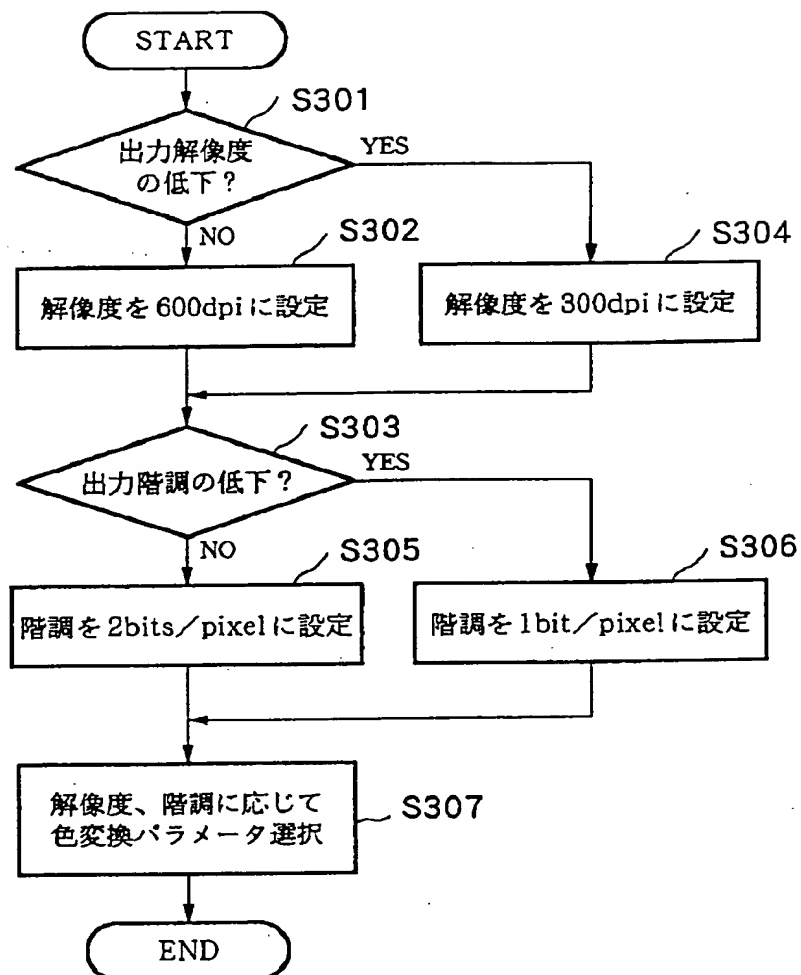 START
S301
出力解像度
の低下？
YES
NO
S302
S304
解像度を600dpiに設定
解像度を300dpiに設定
S303
出力階調の低下？
YES
NO
S305
S306
階調を2bits／pixelに設定
階調を1bit／pixelに設定
解像度、階調に応じて
色変換パラメータ選択
S307
END